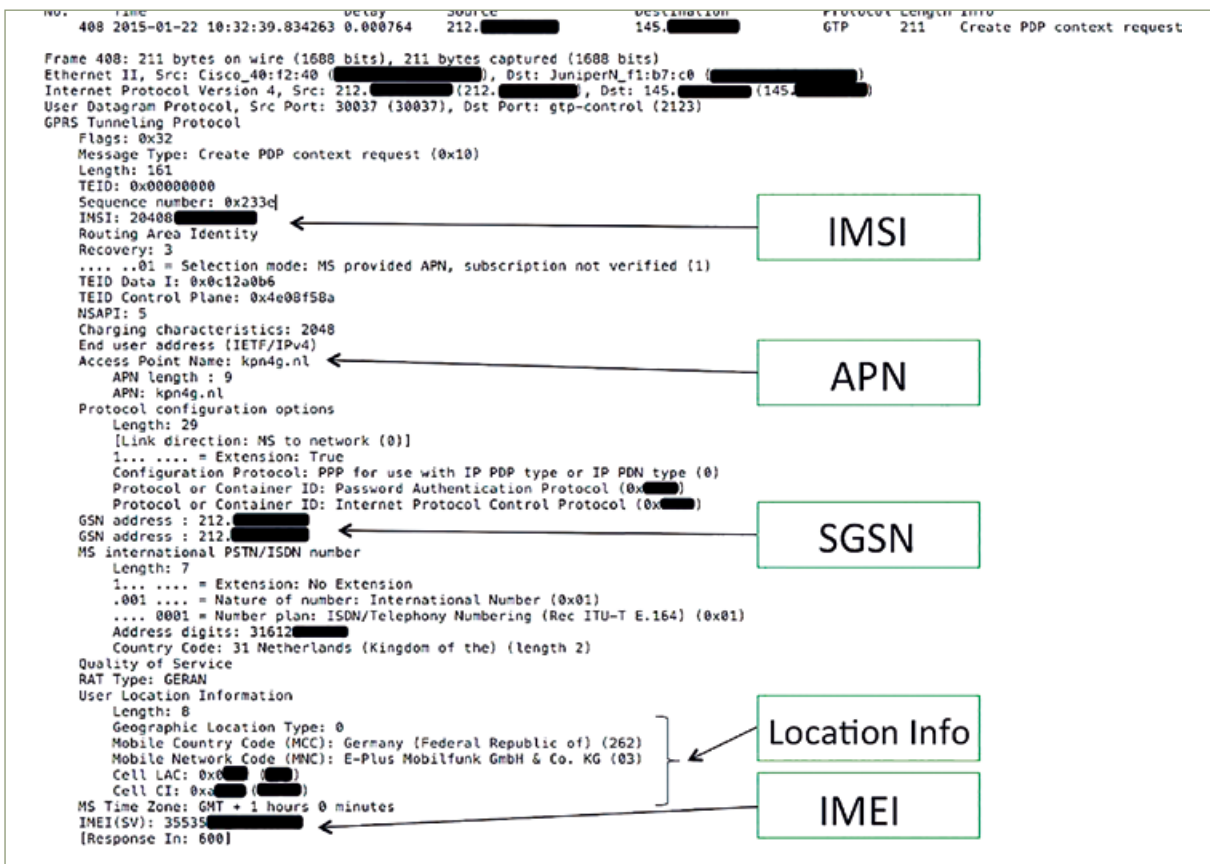 No. Time Delay Source Destination Protocol Length Info
408 2015-01-22 10:32:39.834263 0.000764 212. 145. GTP 211 Create PDP context request
Frame 408: 211 bytes on wire (1688 bits), 211 bytes captured (1688 bits)
Ethernet II, Src: Cisco_40:f2:40 ( ), Dst: JuniperN_f1:b7:c0 ( )
Internet Protocol Version 4, Src: 212. (212. ), Dst: 145. (145. )
User Datagram Protocol, Src Port: 30037 (30037), Dst Port: gtp-control (2123)
GPRS Tunneling Protocol
Flags: 0x32
Message Type: Create PDP context request (0x10)
Length: 161
TEID: 0x00000000
Sequence number: 0x233e
IMSI: 20408
IMSI
Routing Area Identity
Recovery: 3
.... ..01 = Selection mode: MS provided APN, subscription not verified (1)
TEID Data I: 0x0c12a0b6
TEID Control Plane: 0x4e08f58a
NSAPI: 5
Charging characteristics: 2048
End user address (IETF/IPv4)
Access Point Name: kpn4g.nl
APN
APN length : 9
APN: kpn4g.nl
Protocol configuration options
Length: 29
[Link direction: MS to network (0)]
1... .... = Extension: True
Configuration Protocol: PPP for use with IP PDP type or IP PDN type (0)
Protocol or Container ID: Password Authentication Protocol (0x )
Protocol or Container ID: Internet Protocol Control Protocol (0x )
GSN address : 212.
GSN address : 212.
SGSN
MS international PSTN/ISDN number
Length: 7
1... .... = Extension: No Extension
.001 .... = Nature of number: International Number (0x01)
.... 0001 = Number plan: ISDN/Telephony Numbering (Rec ITU-T E.164) (0x01)
Address digits: 31612
Country Code: 31 Netherlands (Kingdom of the) (length 2)
Quality of Service
RAT Type: GERAN
User Location Information
Length: 8
Geographic Location Type: 0
Mobile Country Code (MCC): Germany (Federal Republic of) (262)
Mobile Network Code (MNC): E-Plus Mobilfunk GmbH & Co. KG (03)
Location Info
Cell LAC: 0x0 ( )
Cell CI: 0xa ( )
MS Time Zone: GMT + 1 hours 0 minutes
IMEI(SV): 35535
IMEI
[Response In: 600]